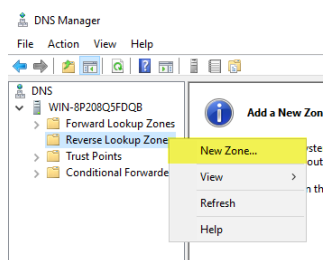 DNS Manager
File Action View Help
DNS
WIN-8P208Q5FDQB
Forward Lookup Zones
Reverse Lookup Zone
Trust Points
Conditional Forwarde
Add a New Zon
New Zone...
View
Refresh
Help